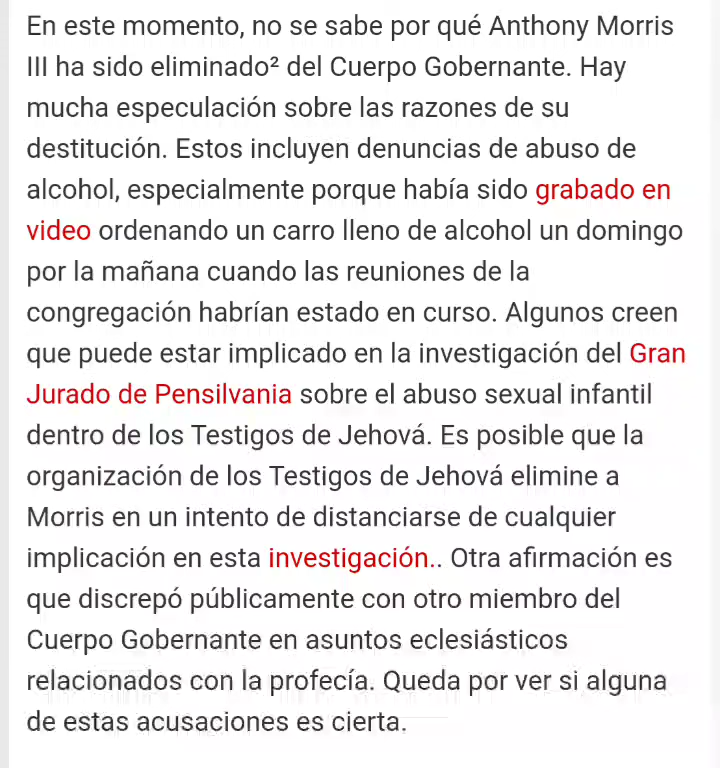 En este momento, no se sabe por qué Anthony Morris
III ha sido eliminado² del Cuerpo Gobernante. Hay
mucha especulación sobre las razones de su
destitución. Estos incluyen denuncias de abuso de
alcohol, especialmente porque había sido grabado en
video ordenando un carro lleno de alcohol un domingo
por la mañana cuando las reuniones de la
congregación habrían estado en curso. Algunos creen
que puede estar implicado en la investigación del Gran
Jurado de Pensilvania sobre el abuso sexual infantil
dentro de los Testigos de Jehová. Es posible que la
organización de los Testigos de Jehová elimine a
Morris en un intento de distanciarse de cualquier
implicación en esta investigación.. Otra afirmación es
que discrepó públicamente con otro miembro del
Cuerpo Gobernante en asuntos eclesiásticos
relacionados con la profecía. Queda por ver si alguna
de estas acusaciones es cierta.